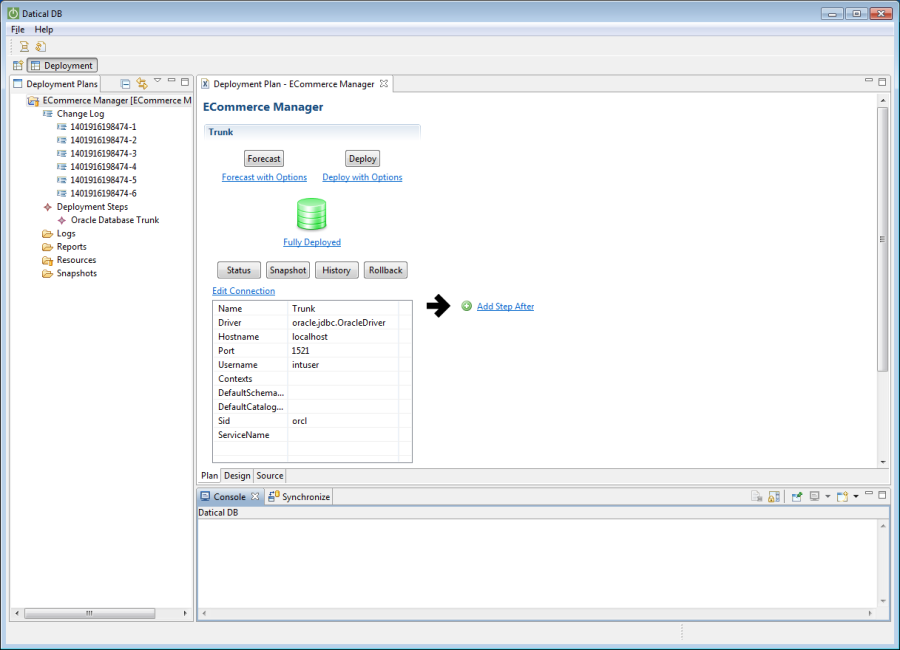 Datical DB
File Help
Deployment
Deployment Plans
ECommerce Manager [ECommerce M
Change Log
1401916198474-1
1401916198474-2
1401916198474-3
1401916198474-4
1401916198474-5
1401916198474-6
Deployment Steps
Oracle Database Trunk
Logs
Reports
Resources
Snapshots
Deployment Plan - ECommerce Manager
ECommerce Manager
Trunk
Forecast Deploy
Forecast with Options Deploy with Options
Fully Deployed
Status Snapshot History Rollback
Edit Connection
Name Trunk
Driver oracle.jdbc.OracleDriver
Hostname localhost
Port 1521
Username intuser
Contexts
DefaultSchema...
DefaultCatalog...
Sid orcl
ServiceName
Add Step After
Plan Design Source
Console Synchronize
Datical DB